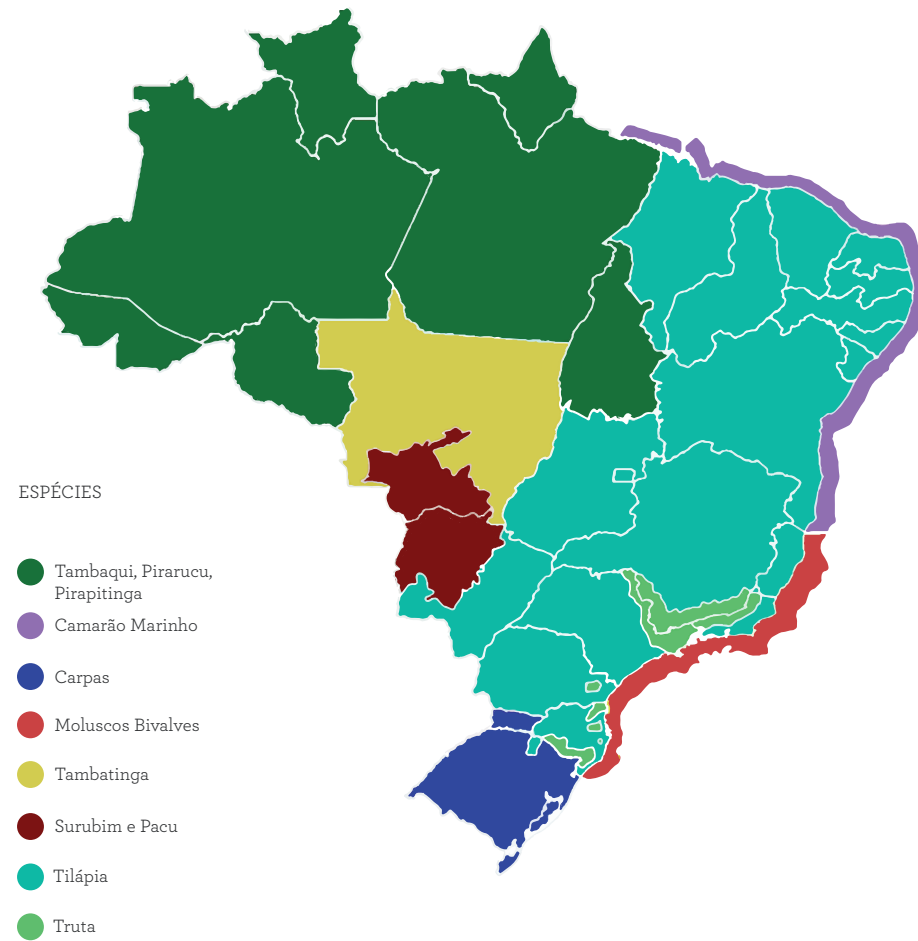 ESPÉCIES
Tambaqui, Pirarucu,
Pirapitinga
Camarão Marinho
Carpas
Moluscos Bivalves
Tambatinga
Surubim e Pacu
Tilápia
Truta